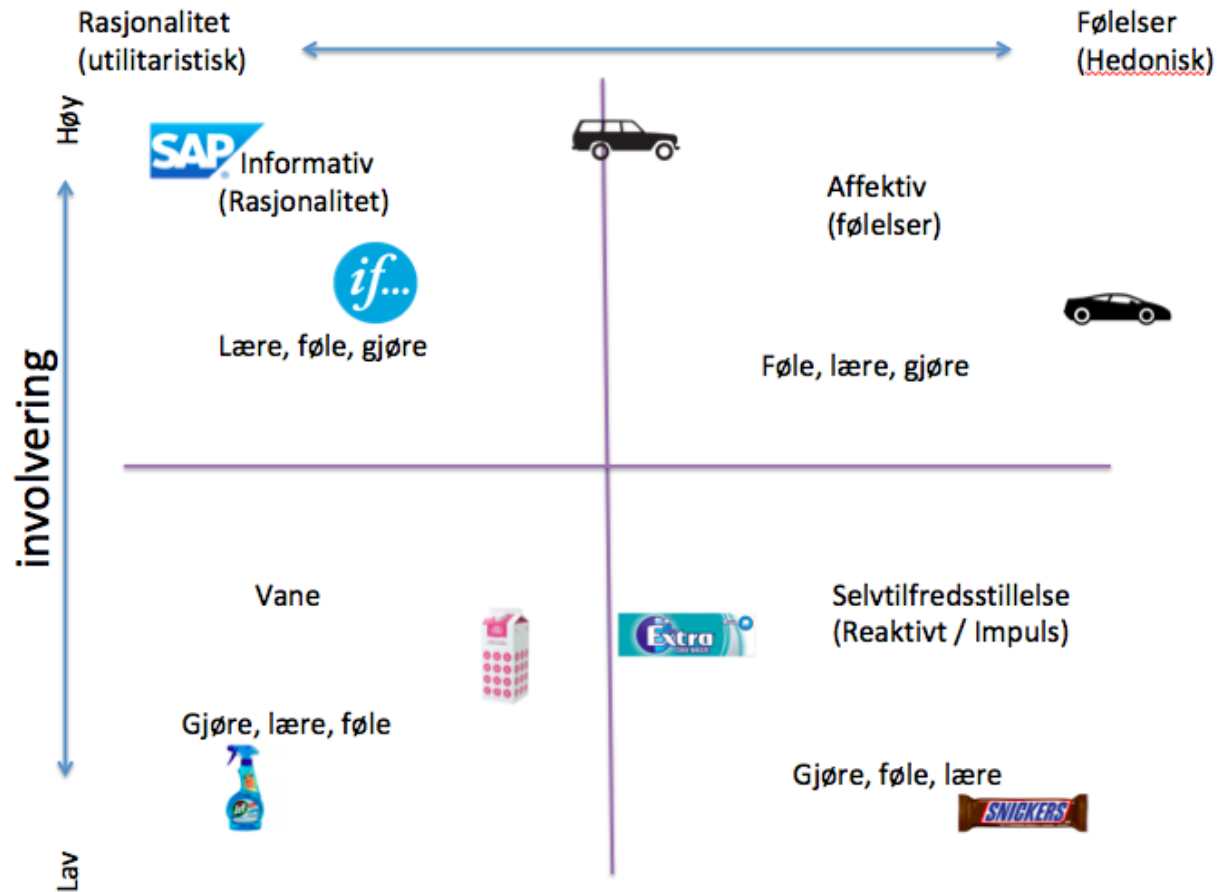 Rasjonalitet
(utilitaristisk)
Følelser
(Hedonisk)
Høy
SAP
Informativ
(Rasjonalitet)
Affektiv
(følelser)
if...
Lære, føle, gjøre
Føle, lære, gjøre
involvering
Vane
Extra
Selvtilfredsstillelse
(Reaktivt / Impuls)
Gjøre, lære, føle
Gjøre, føle, lære
SNICKERS
Lav